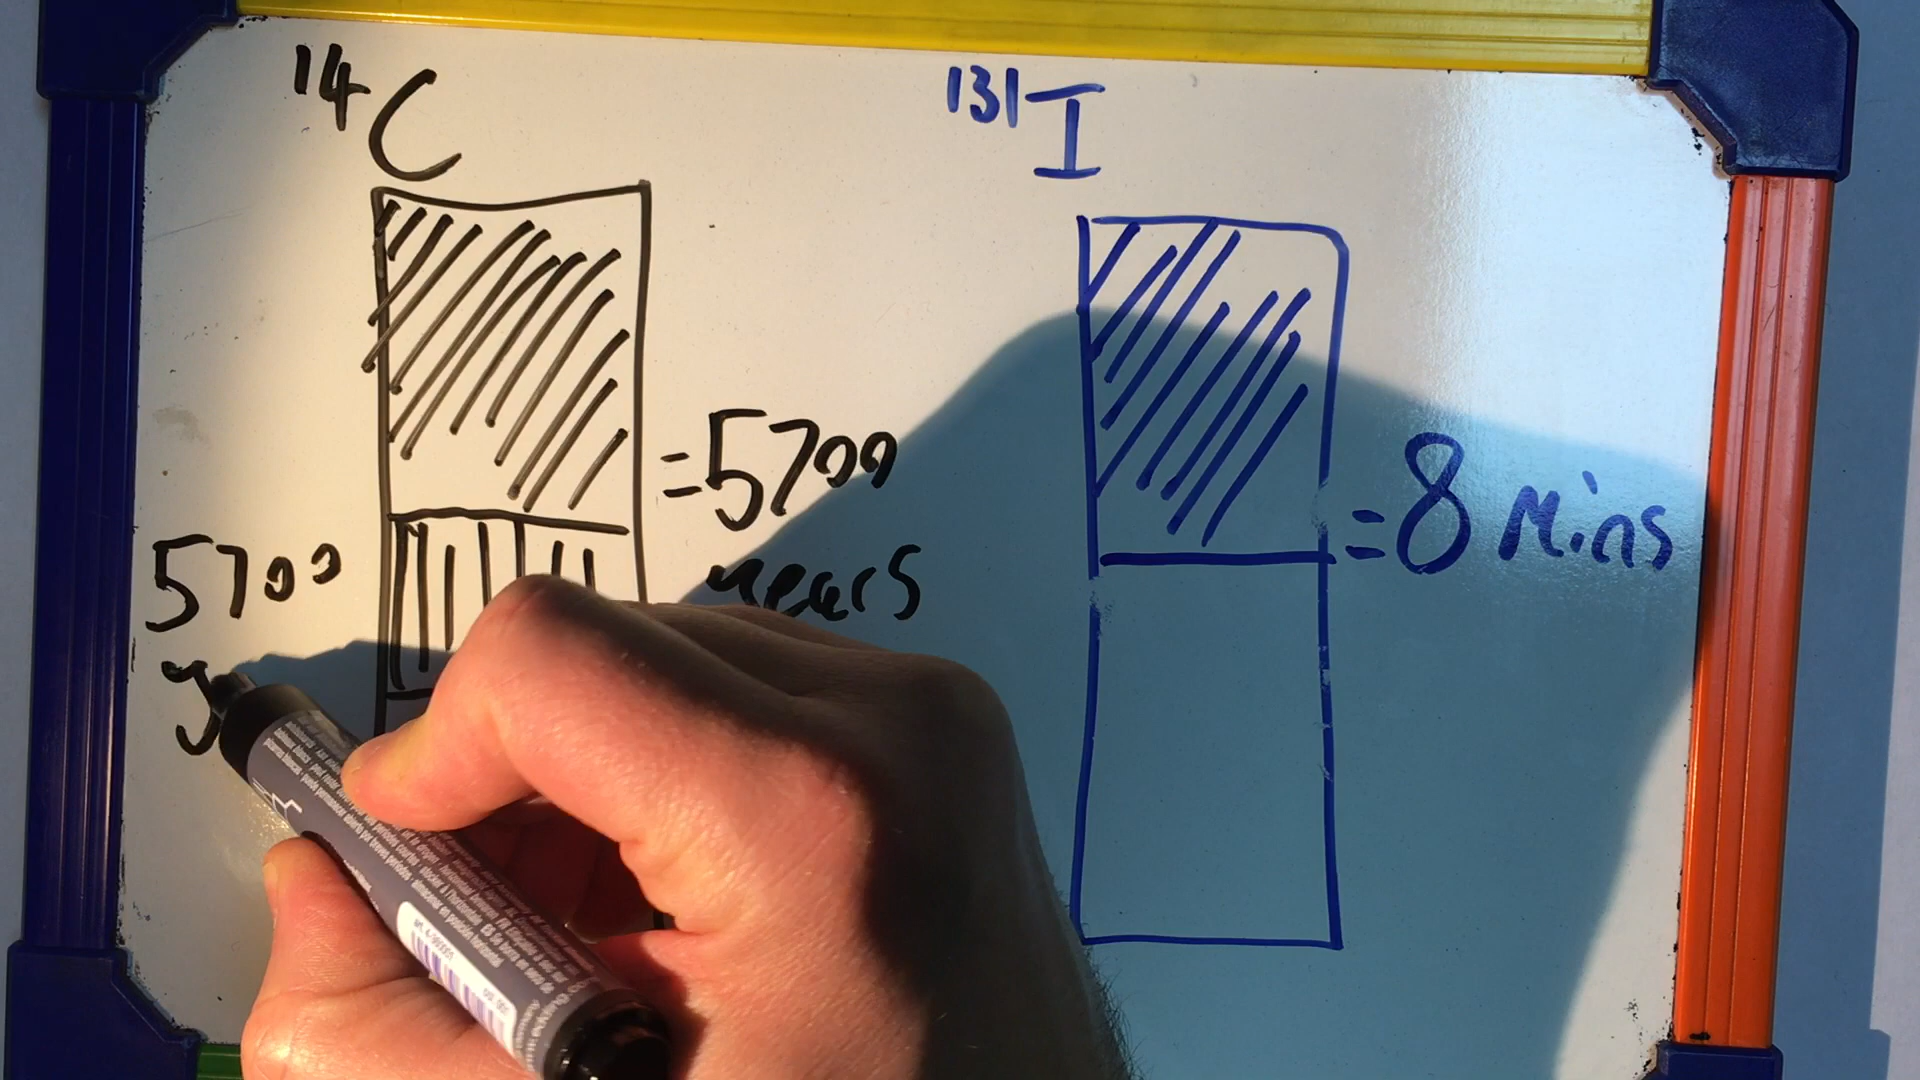 14C
131I
= 5700
years
= 8 Mins
5700
y